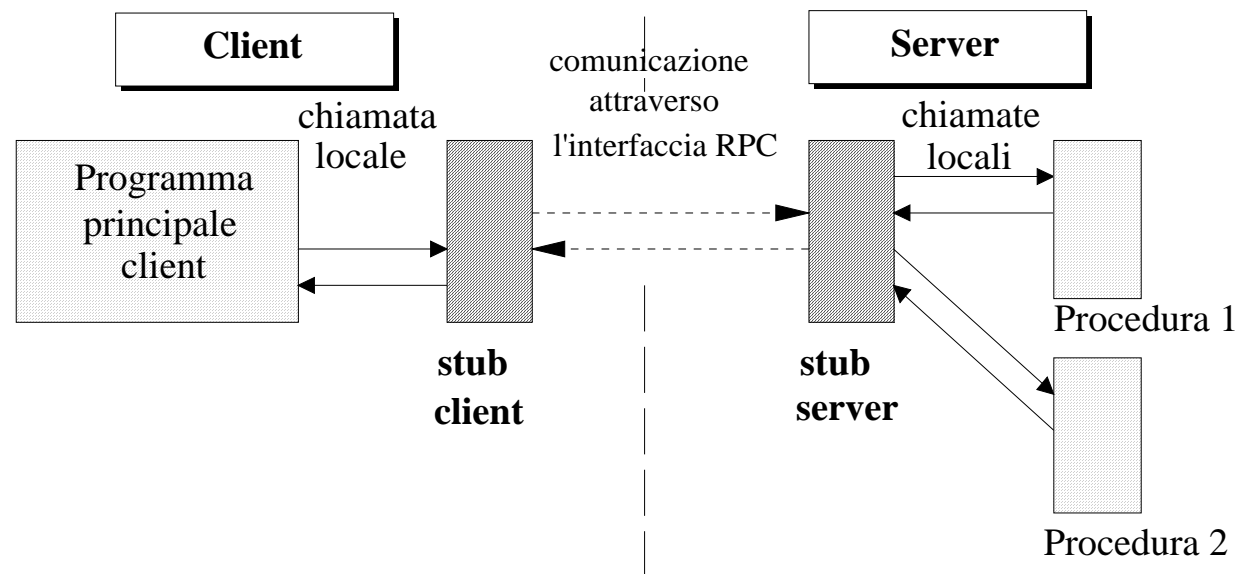 Client
Server
comunicazione
attraverso
l'interfaccia RPC
chiamata
locale
chiamate
locali
Programma
principale
client
Procedura 1
stub
client
stub
server
Procedura 2